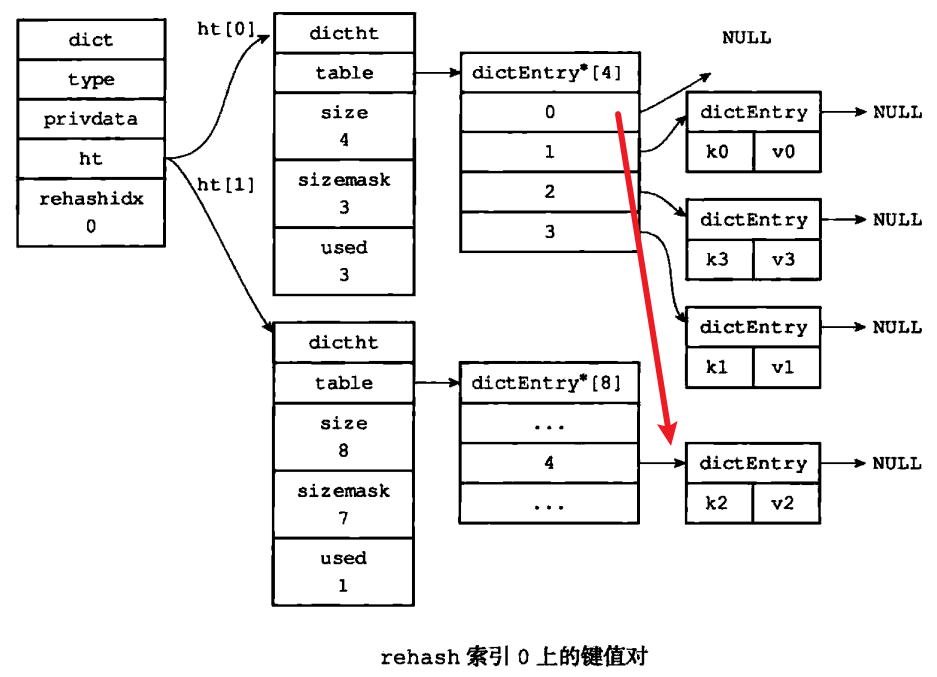 dict
type
privdata
ht
rehashidx
0
ht[0]
ht[1]
dictht
table
size
4
sizemask
3
used
3
dictEntry*[4]
0
1
2
3
NULL
dictEntry
k0 v0
NULL
dictEntry
k3 v3
NULL
dictEntry
k1 v1
NULL
dictht
table
size
8
sizemask
7
used
1
dictEntry*[8]
...
4
...
dictEntry
k2 v2
NULL
rehash 索引 0 上的键值对